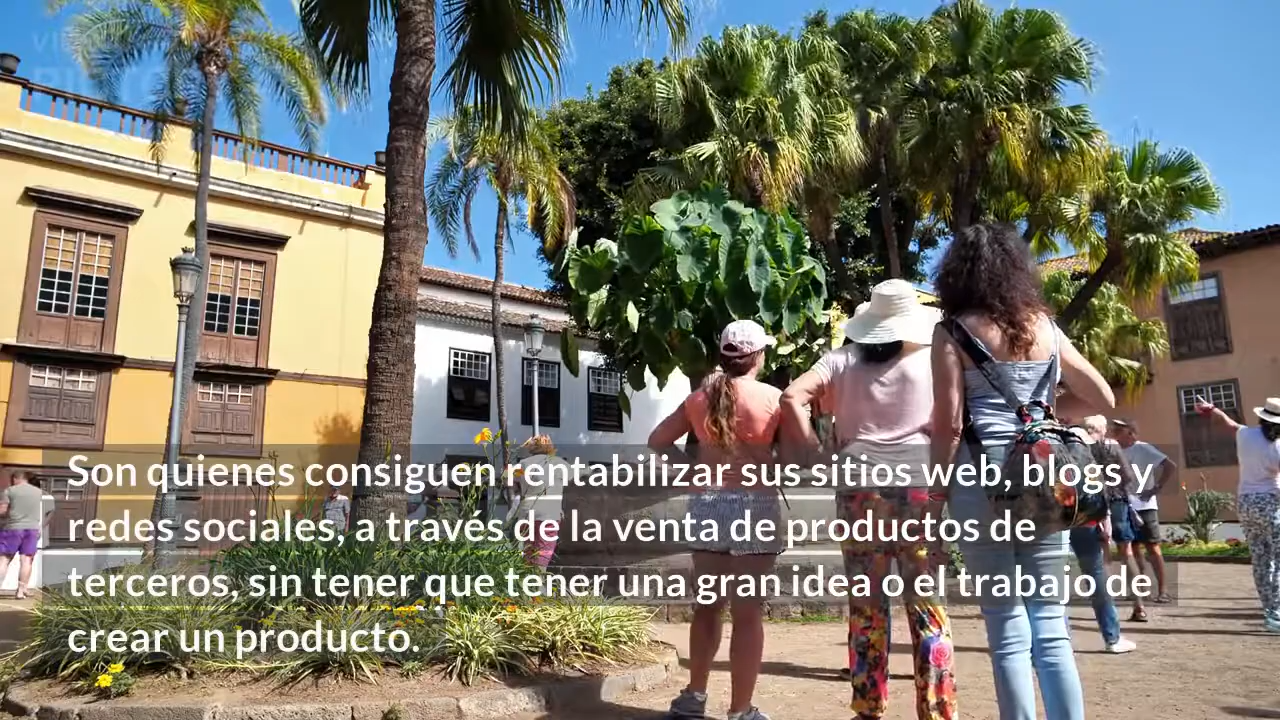 Son quienes consiguen rentabilizar sus sitios web, blogs y
redes sociales, a través de la venta de productos de
terceros, sin tener que tener una gran idea o el trabajo de
crear un producto.